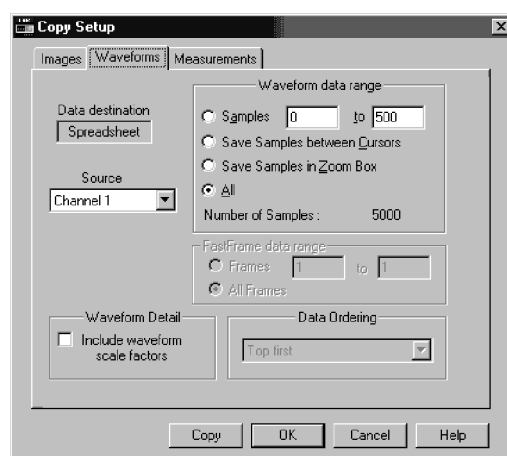 Copy Setup
Images Waveforms Measurements
Data destination
Spreadsheet
Source
Channel 1
Waveform data range
Samples 0 to 500
Save Samples between Cursors
Save Samples in Zoom Box
All
Number of Samples : 5000
FastFrame data range
Frames 1 to 1
All Frames
Waveform Detail
Include waveform
scale factors
Data Ordering
Top first
Copy OK Cancel Help